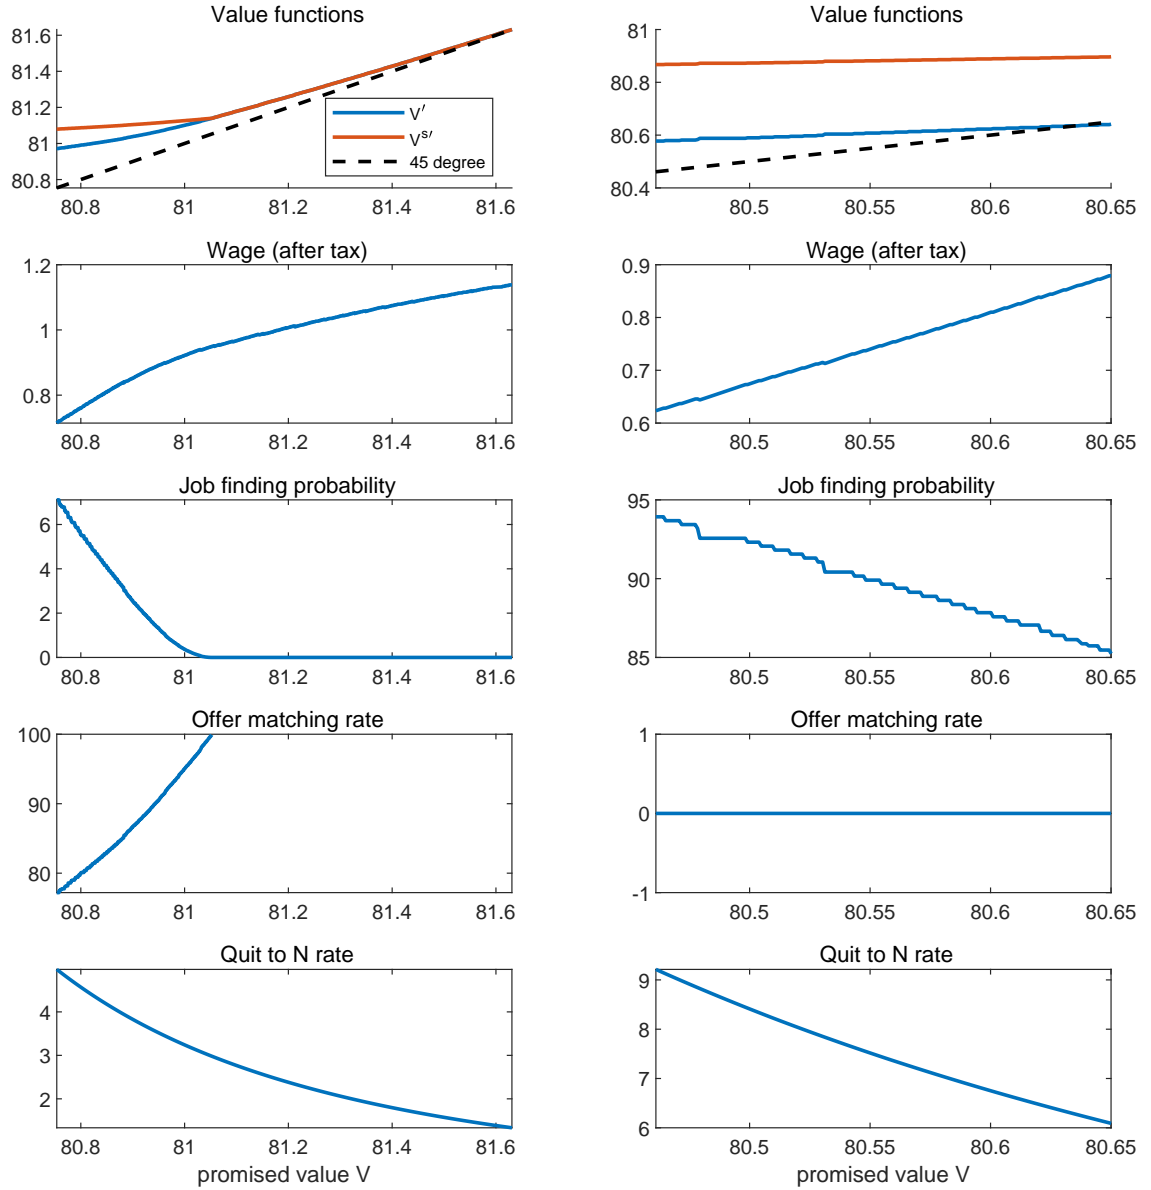 Value functions
81.6
81.4
81.2
81
80.8
80.8 81 81.2 81.4 81.6
V′
V^s′
45 degree
Value functions
81
80.8
80.6
80.4
80.5 80.55 80.6 80.65
Wage (after tax)
1.2
1
0.8
80.8 81 81.2 81.4 81.6
Wage (after tax)
0.9
0.8
0.7
0.6
80.5 80.55 80.6 80.65
Job finding probability
6
4
2
0
80.8 81 81.2 81.4 81.6
Job finding probability
95
90
85
80.5 80.55 80.6 80.65
Offer matching rate
100
90
80
80.8 81 81.2 81.4 81.6
Offer matching rate
1
0
-1
80.5 80.55 80.6 80.65
Quit to N rate
4
3
2
80.8 81 81.2 81.4 81.6
promised value V
Quit to N rate
9
8
7
6
80.5 80.55 80.6 80.65
promised value V